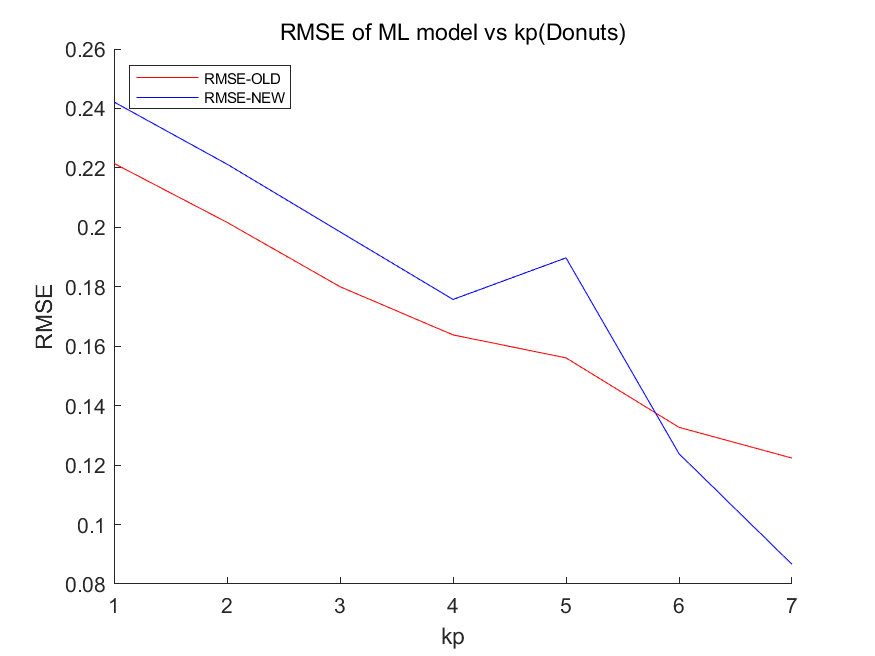 RMSE of ML model vs kp(Donuts)
0.26
RMSE-OLD
RMSE-NEW
0.24
0.22
0.2
0.18
RMSE
0.16
0.14
0.12
0.1
0.08
1 2 3 4 5 6 7
kp